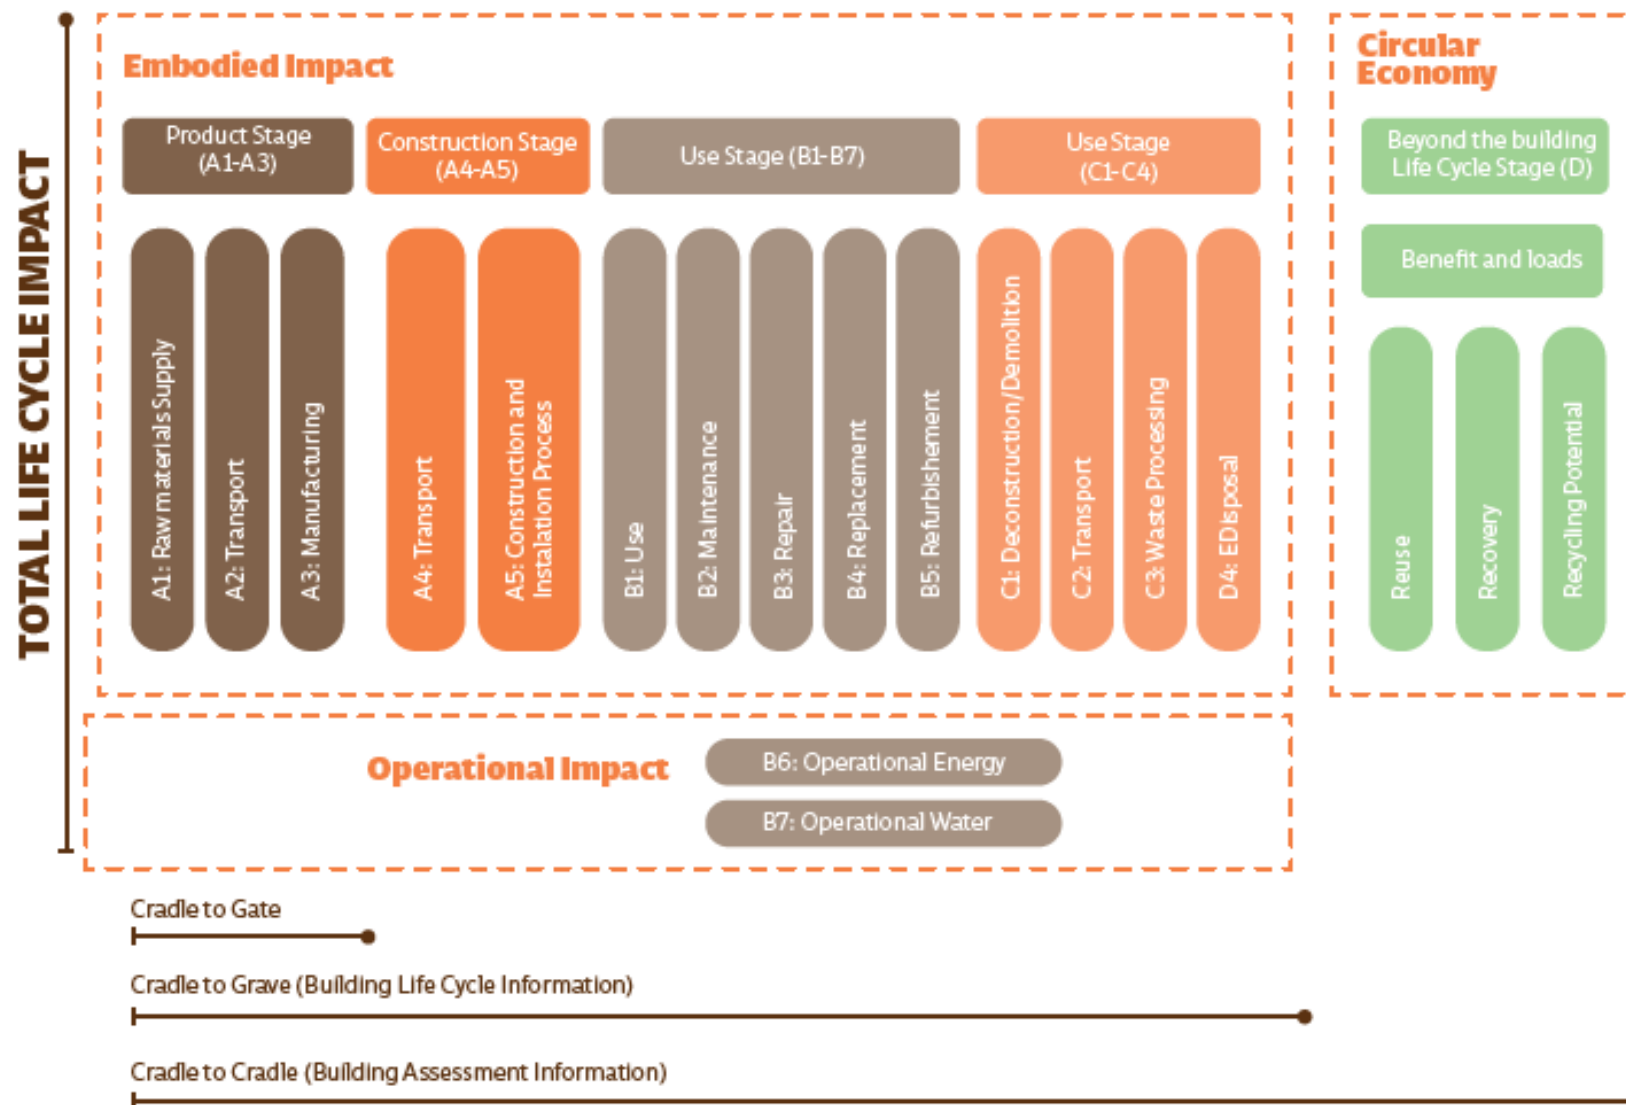 TOTAL LIFE CYCLE IMPACT
Embodied Impact
Product Stage
(A1-A3)
Construction Stage
(A4-A5)
Use Stage (B1-B7)
Use Stage
(C1-C4)
A1: Raw materials Supply
A2: Transport
A3: Manufacturing
A4: Transport
A5: Construction and
Instalation Process
B1: Use
B2: Maintenance
B3: Repair
B4: Replacement
B5: Refurbishement
C1: Deconstruction/Demolition
C2: Transport
C3: Waste Processing
D4: EDIsposal
Circular
Economy
Beyond the building
Life Cycle Stage (D)
Benefit and loads
Reuse
Recovery
Recycling Potential
Operational Impact
B6: Operational Energy
B7: Operational Water
Cradle to Gate
Cradle to Grave (Building Life Cycle Information)
Cradle to Cradle (Building Assessment Information)